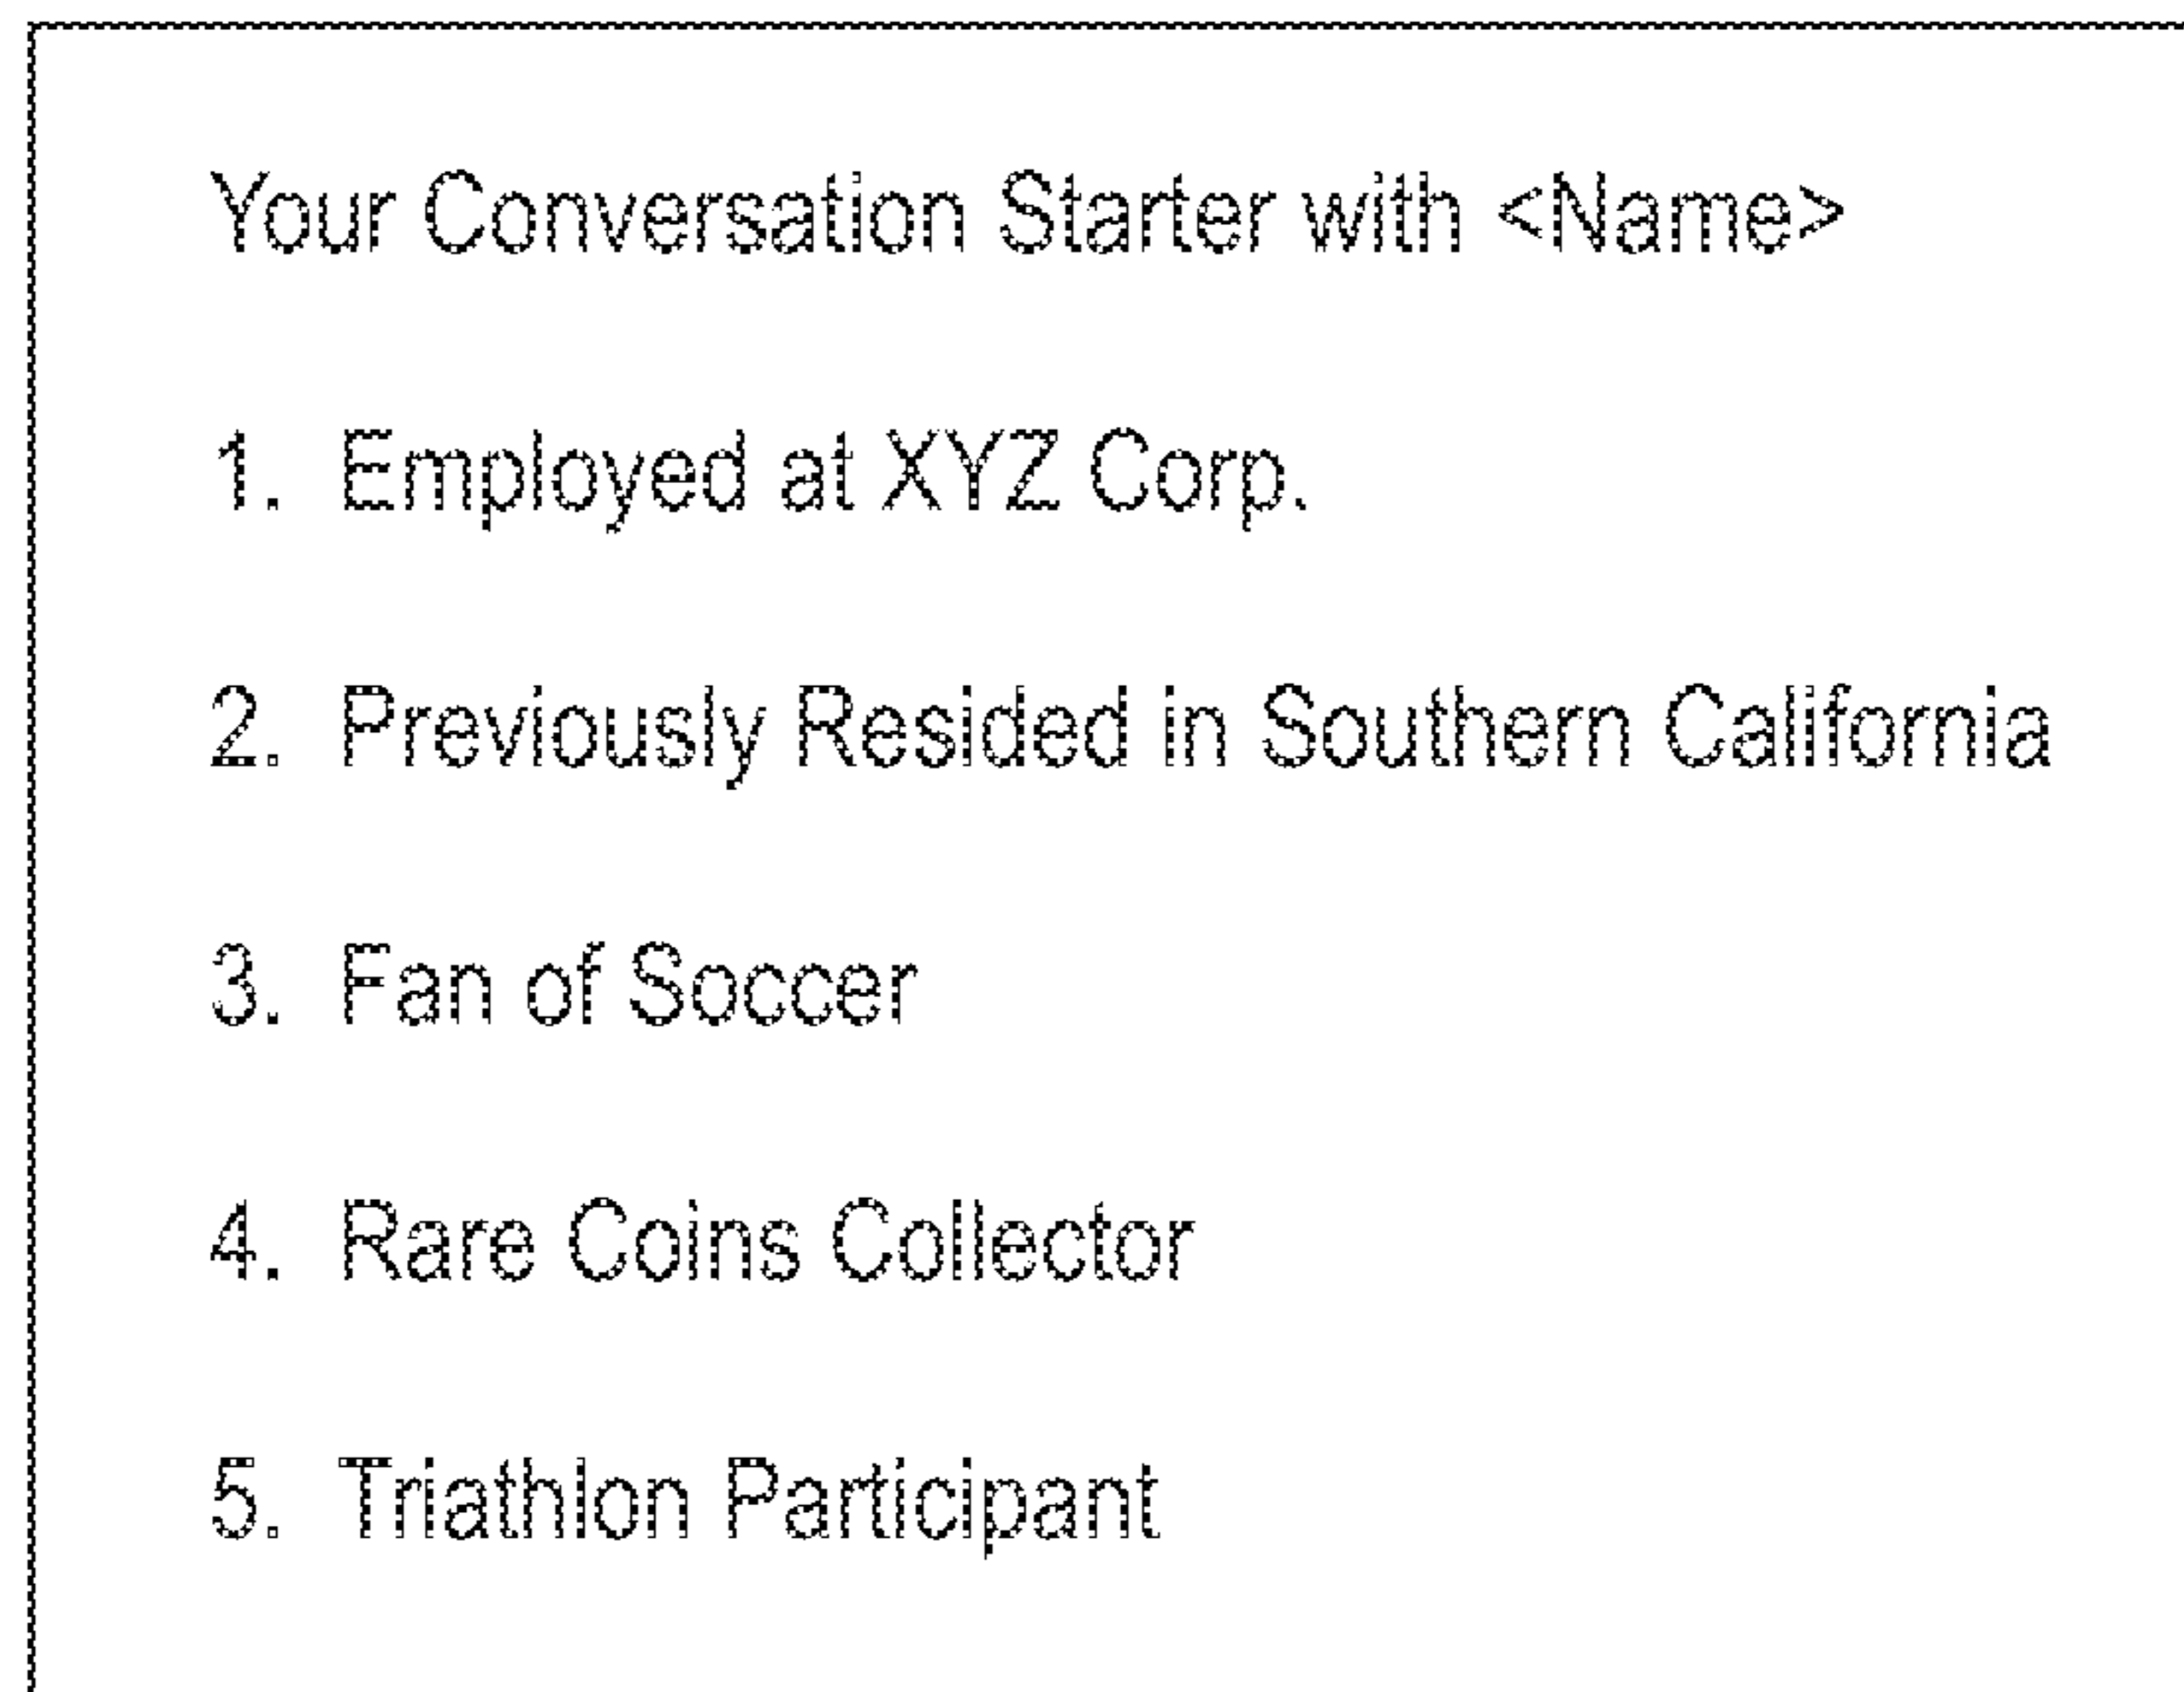 Your Conversation Starter with <Name>
1. Employed at XYZ Corp.
2. Previously Resided in Southern California
3. Fan of Soccer
4. Rare Coins Collector
5. Triathlon Participant